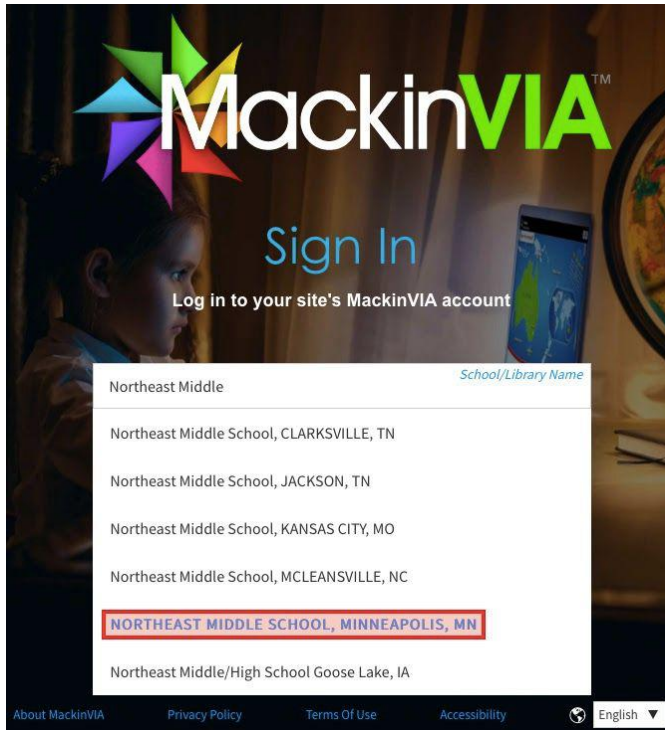 MackinVIA™
Sign In
Log in to your site's MackinVIA account
Northeast Middle School/Library Name
Northeast Middle School, CLARKSVILLE, TN
Northeast Middle School, JACKSON, TN
Northeast Middle School, KANSAS CITY, MO
Northeast Middle School, MCLEANSVILLE, NC
NORTHEAST MIDDLE SCHOOL, MINNEAPOLIS, MN
Northeast Middle/High School Goose Lake, IA
About MackinVIA Privacy Policy Terms Of Use Accessibility English ▼